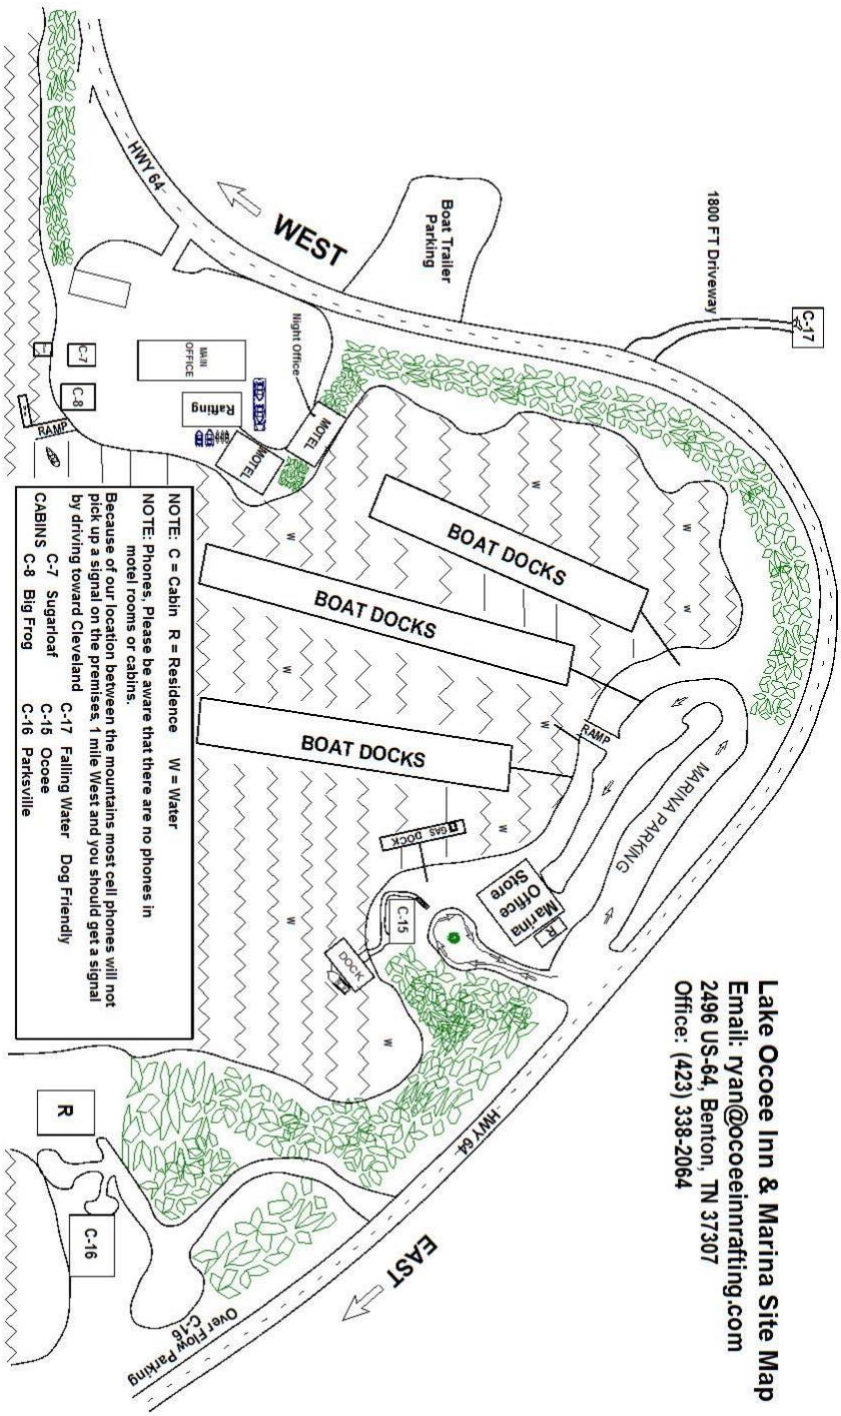 Lake Ocoee Inn & Marina Site Map
Email: ryan@ocoeeinnrafting.com
2496 US-64, Benton, TN 37307
Office: (423) 338-2064
C-17
1800 FT Driveway
Boat Trailer
Parking
WEST
HWY 64
Night Office
MAIN
OFFICE
Rafting
MOTEL
MOTEL
C-7
C-8
RAMP
W
W
W
BOAT DOCKS
W
BOAT DOCKS
W
W
BOAT DOCKS
RAMP
MARINA PARKING
W
GAS DOCK
Marina
Office
Store
R
C-15
DOCK
W
W
HWY 64
EAST
R
C-16
Over Flow Parking
C-16
NOTE: C = Cabin R = Residence W = Water
NOTE: Phones, Please be aware that there are no phones in
motel rooms or cabins.
Because of our location between the mountains most cell phones will not
pick up a signal on the premises, 1 mile West and you should get a signal
by driving toward Cleveland
C-17 Falling Water Dog Friendly
CABINS C-7 Sugarloaf C-15 Ocoee
C-8 Big Frog C-16 Parksville